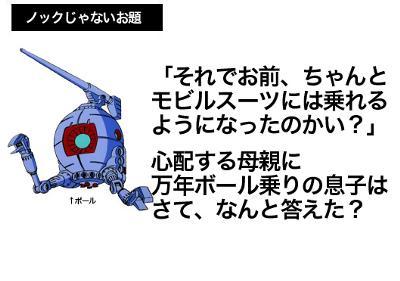 ノックじゃないお題
「それでお前、ちゃんと
モビルスーツには乗れる
ようになったのかい？」
心配する母親に
万年ボール乗りの息子は
さて、なんと答えた？
↑ボール